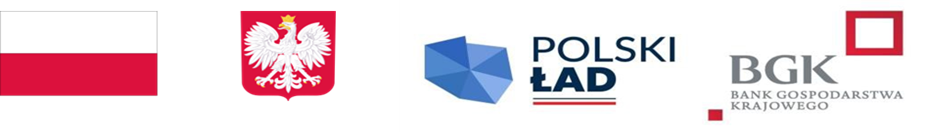 POLSKI
ŁAD
BGK
BANK GOSPODARSTWA
KRAJOWEGO